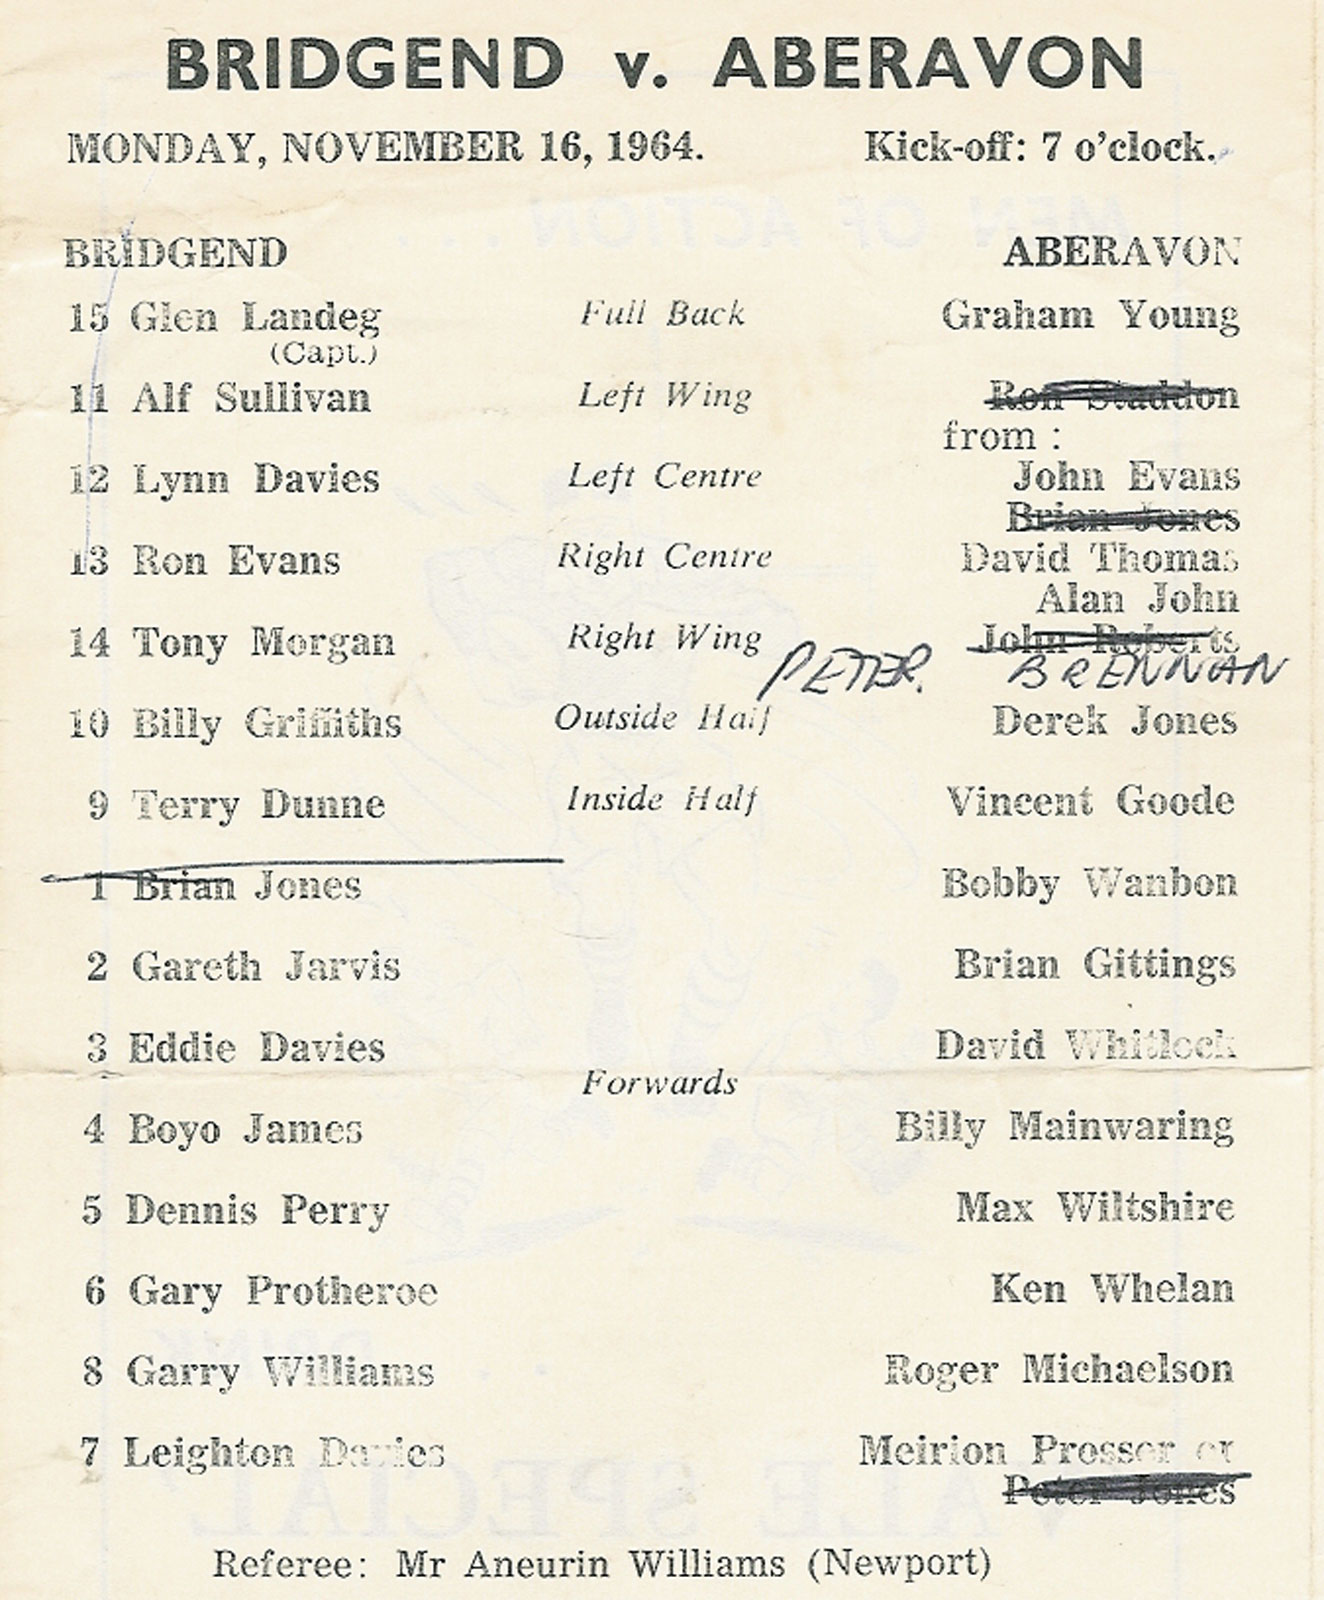 BRIDGEND v. ABERAVON
MONDAY, NOVEMBER 16, 1964. Kick-off: 7 o'clock.
BRIDGEND ABERAVON
15 Glen Landeg Full Back Graham Young
(Capt.)
11 Alf Sullivan Left Wing Ron Staddon
from :
12 Lynn Davies Left Centre John Evans
Brian Jones
13 Ron Evans Right Centre David Thomas
Alan John
14 Tony Morgan Right Wing John Roberts
PETER. BRENNAN
10 Billy Griffiths Outside Half Derek Jones
9 Terry Dunne Inside Half Vincent Goode
1 Brian Jones Bobby Wanbon
2 Gareth Jarvis Brian Gittings
3 Eddie Davies David Whitlock
Forwards
4 Boyo James Billy Mainwaring
5 Dennis Perry Max Wiltshire
6 Gary Protheroe Ken Whelan
8 Garry Williams Roger Michaelson
7 Leighton Davies Meirion Prosser or
Peter Jones
Referee: Mr Aneurin Williams (Newport)